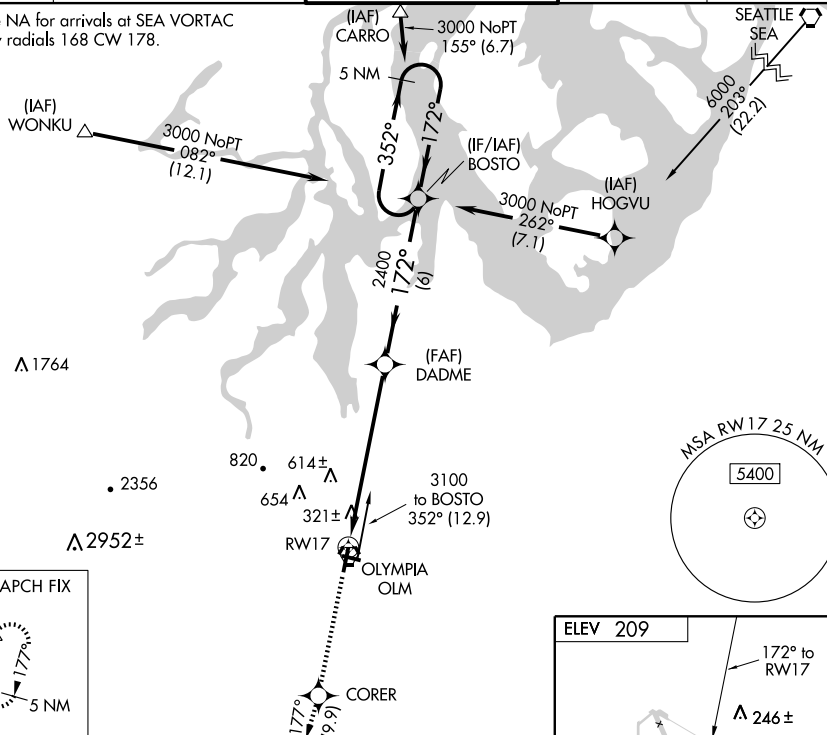 NA for arrivals at SEA VORTAC
radials 168 CW 178.
(IAF)
CARRO
3000 NoPT
155° (6.7)
SEATTLE
SEA
5 NM
6000
203°
(22.2)
(IAF)
WONKU
3000 NoPT
082°
(12.1)
352°
172°
(IF/IAF)
BOSTO
(IAF)
HOGVU
3000 NoPT
262°
(7.1)
2400
172°
(6)
1764
(FAF)
DADME
MSA RW17 25 NM
5400
820
614±
2356
654
3100
to BOSTO
352° (12.9)
321±
2952±
RW17
OLYMPIA
OLM
APCH FIX
177°
5 NM
ELEV 209
172° to
RW17
246±
CORER
177°
9.9)